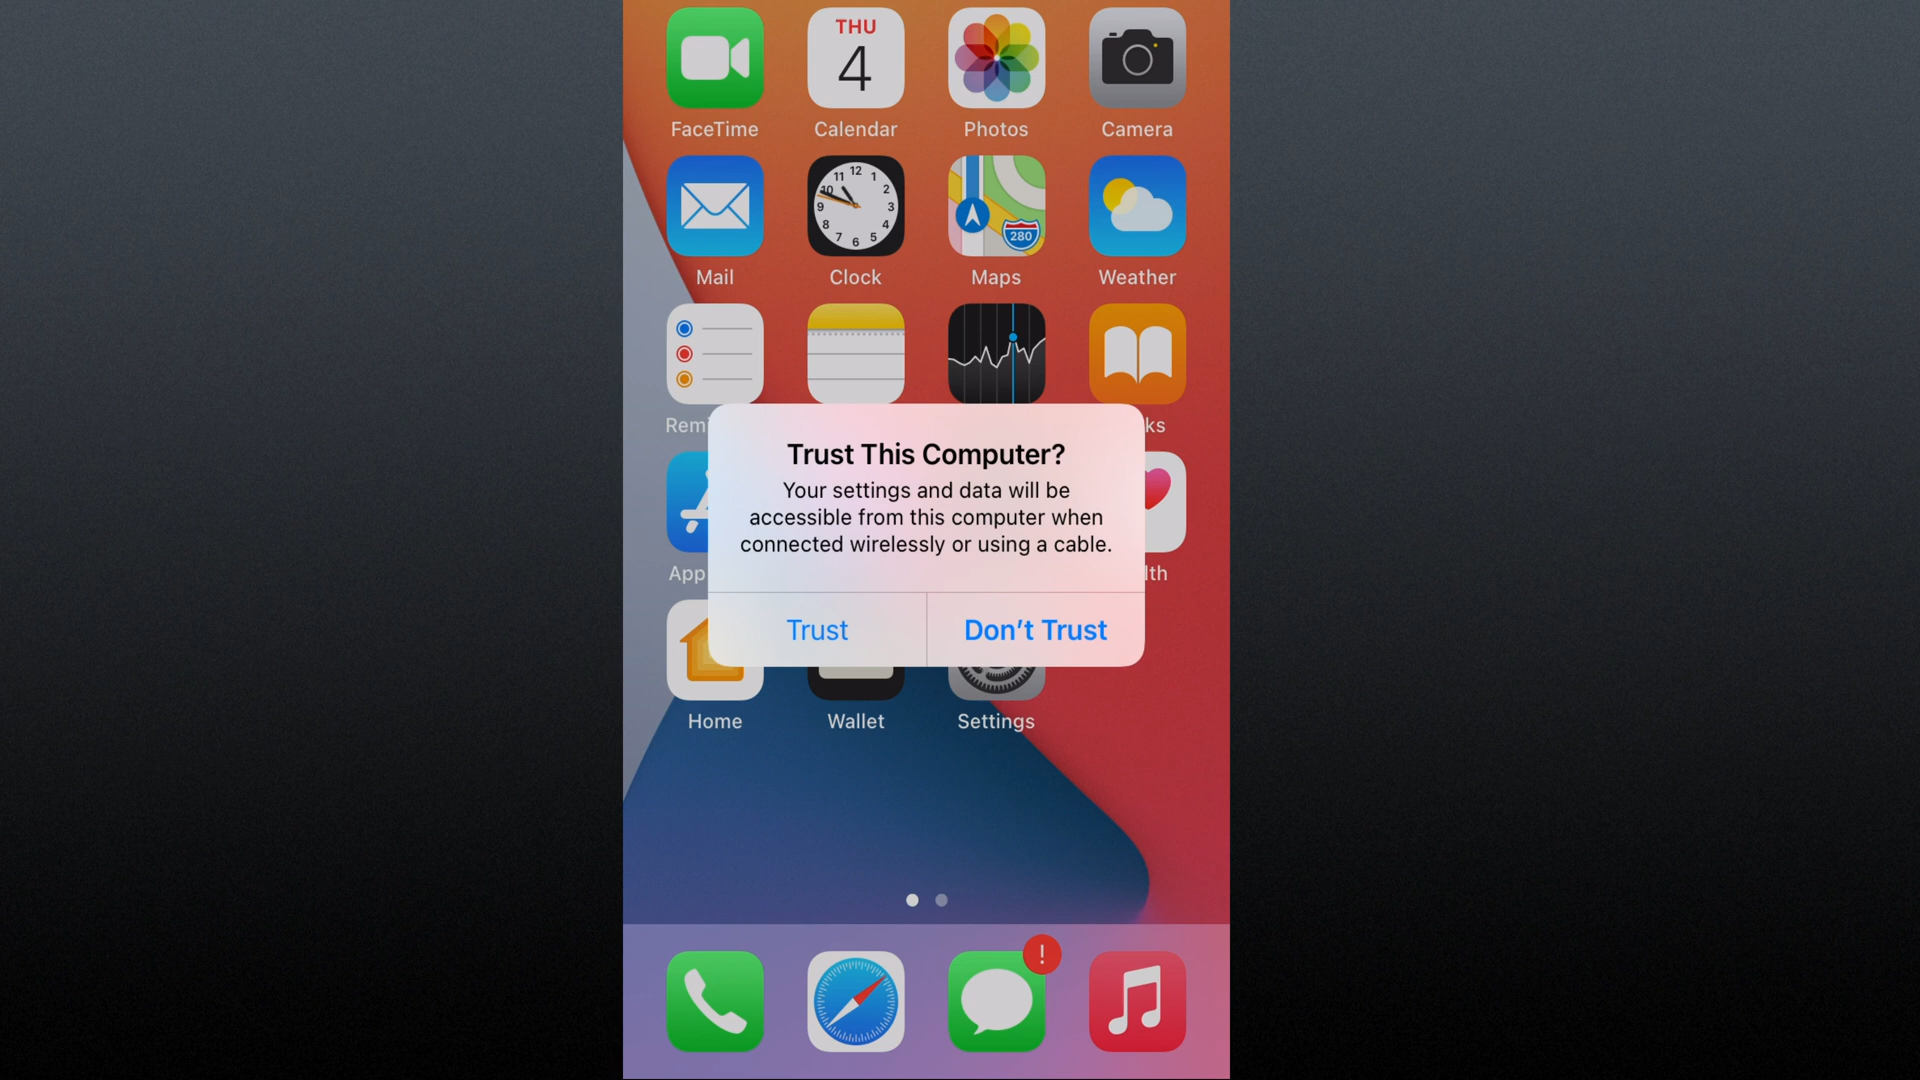 THU
4
FaceTime Calendar Photos Camera
12
11 1
10 2
9 3
8 4
7 6 5
280
Mail Clock Maps Weather
Rem ks
Trust This Computer?
Your settings and data will be
accessible from this computer when
connected wirelessly or using a cable.
App lth
Trust Don't Trust
Home Wallet Settings
!